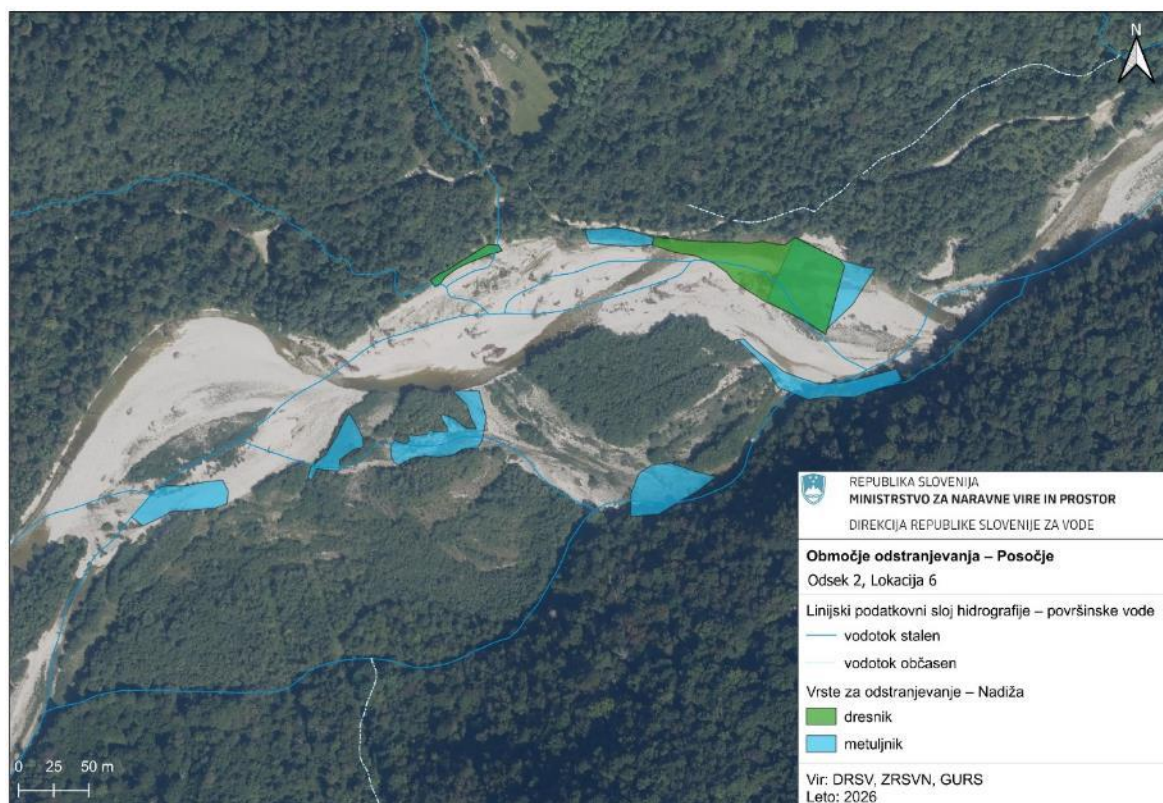 N
REPUBLIKA SLOVENIJA
MINISTRSTVO ZA NARAVNE VIRE IN PROSTOR
DIREKCIJA REPUBLIKE SLOVENIJE ZA VODE
Območje odstranjevanja – Posočje
Odsek 2, Lokacija 6
Linijski podatkovni sloj hidrografije – površinske vode
vodotok stalen
vodotok občasen
Vrste za odstranjevanje – Nadiža
dresnik
metuljnik
Vir: DRSV, ZRSVN, GURS
Leto: 2026
0 25 50 m